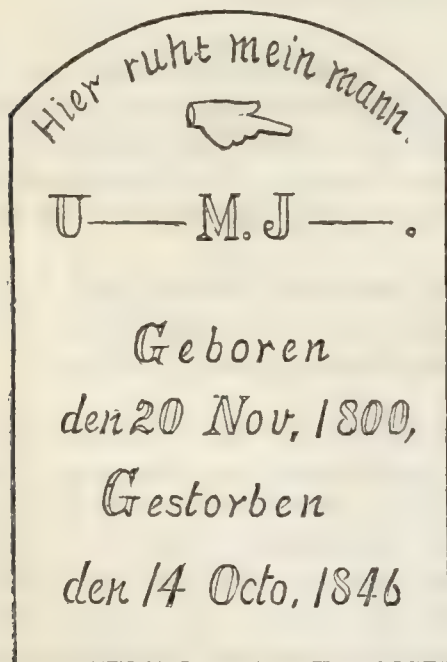 Hier ruht mein mann.
U—— M. J ——.
Geboren
den 20 Nov, 1800,
Gestorben
den 14 Octo, 1846